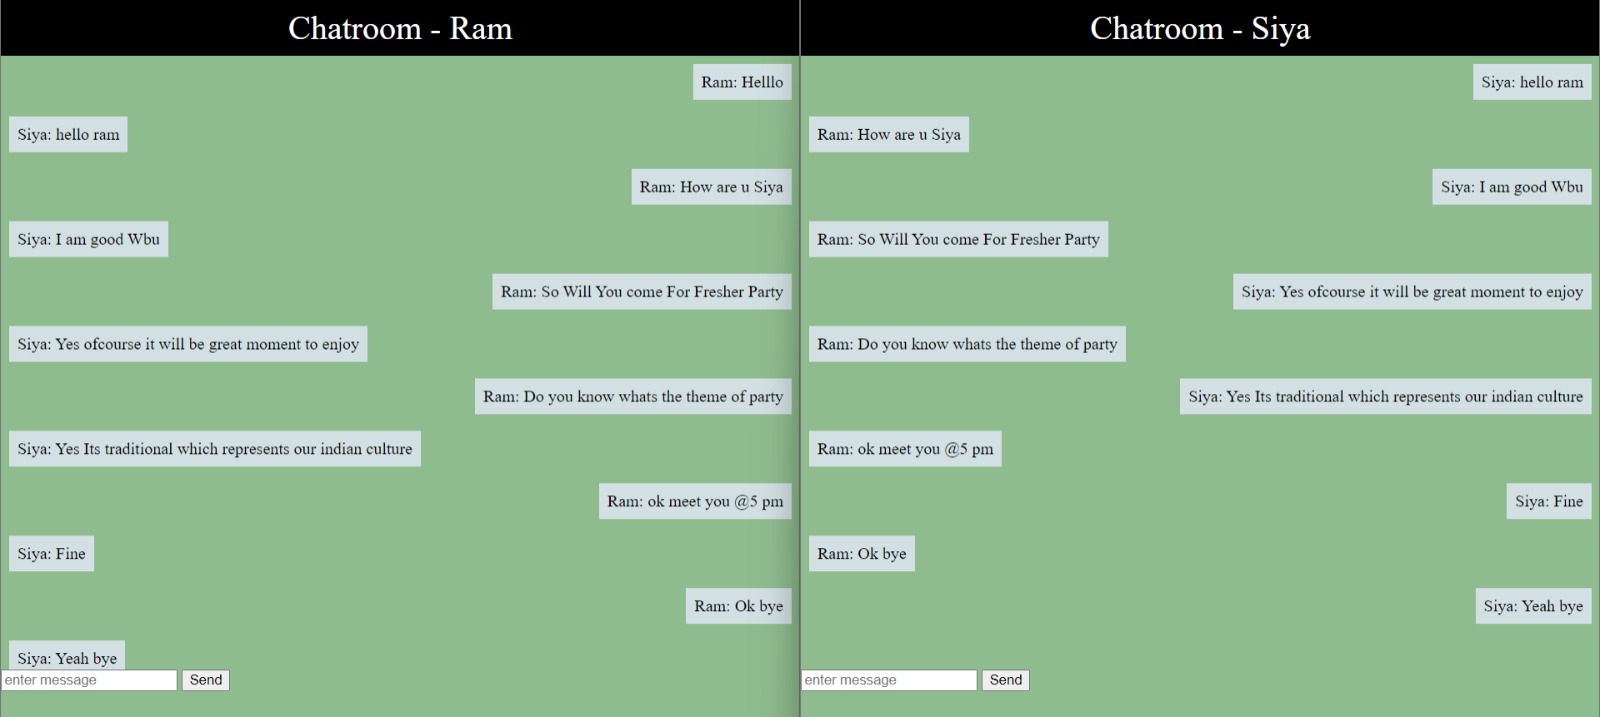 Chatroom - Ram
Ram: Helllo
Siya: hello ram
Ram: How are u Siya
Siya: I am good Wbu
Ram: So Will You come For Fresher Party
Siya: Yes ofcourse it will be great moment to enjoy
Ram: Do you know whats the theme of party
Siya: Yes Its traditional which represents our indian culture
Ram: ok meet you @5 pm
Siya: Fine
Ram: Ok bye
Siya: Yeah bye
enter message
Send
Chatroom - Siya
Siya: hello ram
Ram: How are u Siya
Siya: I am good Wbu
Ram: So Will You come For Fresher Party
Siya: Yes ofcourse it will be great moment to enjoy
Ram: Do you know whats the theme of party
Siya: Yes Its traditional which represents our indian culture
Ram: ok meet you @5 pm
Siya: Fine
Ram: Ok bye
Siya: Yeah bye
enter message
Send